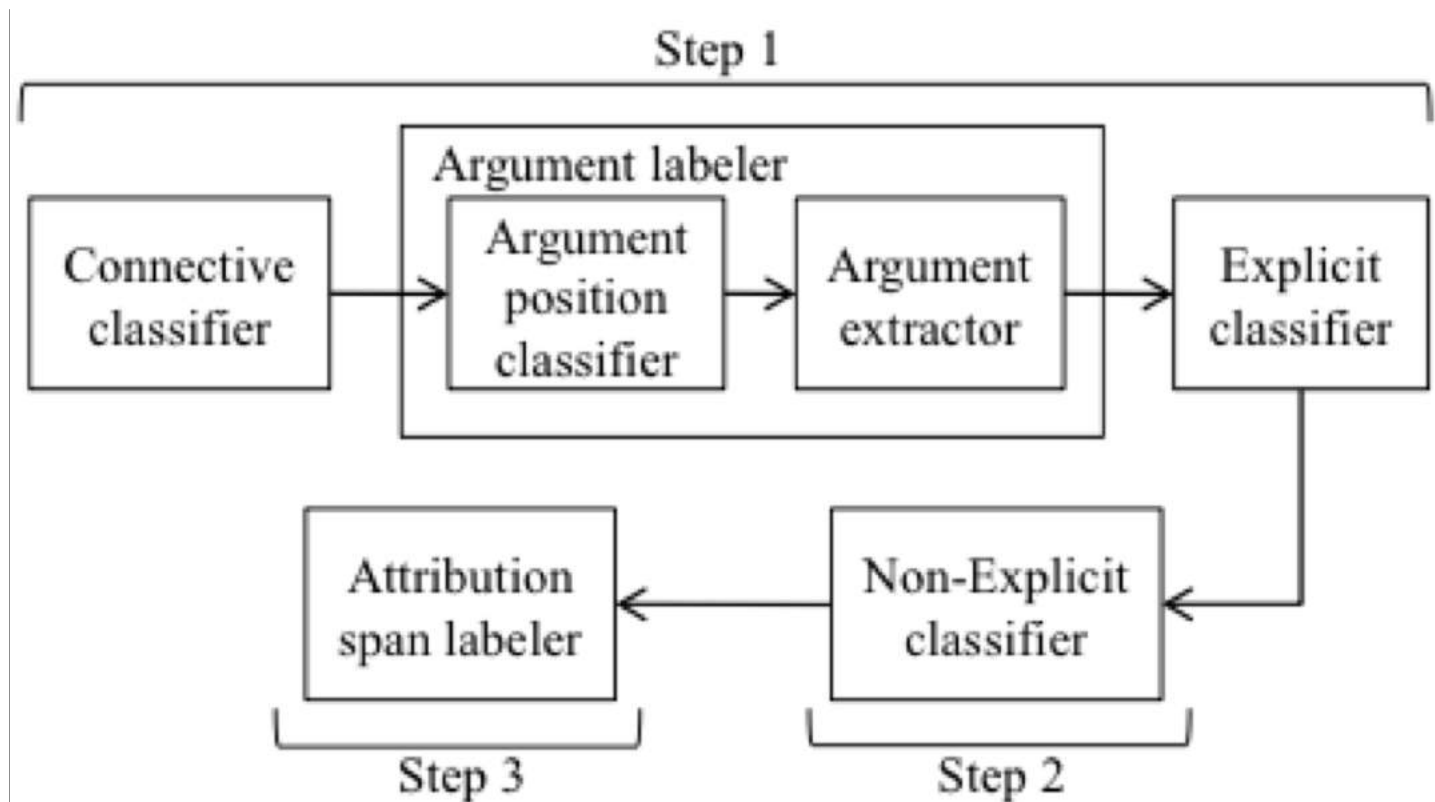 Step 1
Argument labeler
Connective
classifier
Argument
position
classifier
Argument
extractor
Explicit
classifier
Attribution
span labeler
Non-Explicit
classifier
Step 3
Step 2